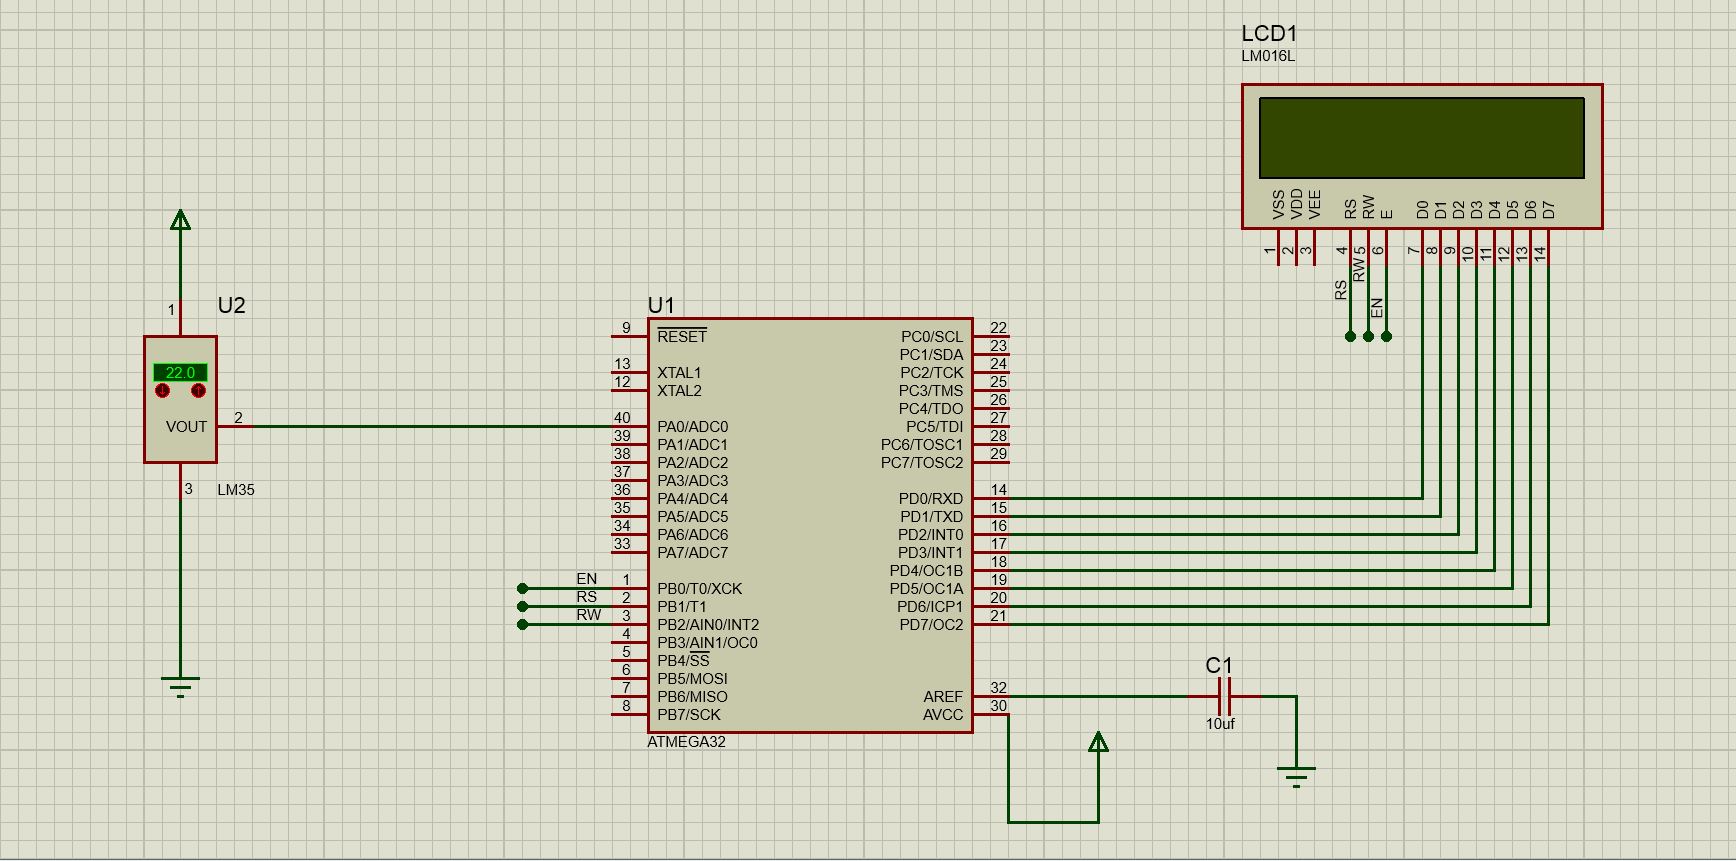 LCD1
LM016L
VSS
VDD
VEE
RS
RW
E
D0
D1
D2
D3
D4
D5
D6
D7
1
2
3
4
5
6
7
8
9
10
11
12
13
14
RS
RW
EN
U2
1
22.0
VOUT
2
3
LM35
U1
9 RESET
13 XTAL1
12 XTAL2
40 PA0/ADC0
39 PA1/ADC1
38 PA2/ADC2
37 PA3/ADC3
36 PA4/ADC4
35 PA5/ADC5
34 PA6/ADC6
33 PA7/ADC7
EN 1 PB0/T0/XCK
RS 2 PB1/T1
RW 3 PB2/AIN0/INT2
4 PB3/AIN1/OC0
5 PB4/SS
6 PB5/MOSI
7 PB6/MISO
8 PB7/SCK
PC0/SCL 22
PC1/SDA 23
PC2/TCK 24
PC3/TMS 25
PC4/TDO 26
PC5/TDI 27
PC6/TOSC1 28
PC7/TOSC2 29
PD0/RXD 14
PD1/TXD 15
PD2/INT0 16
PD3/INT1 17
PD4/OC1B 18
PD5/OC1A 19
PD6/ICP1 20
PD7/OC2 21
AREF 32
AVCC 30
ATMEGA32
C1
10uf